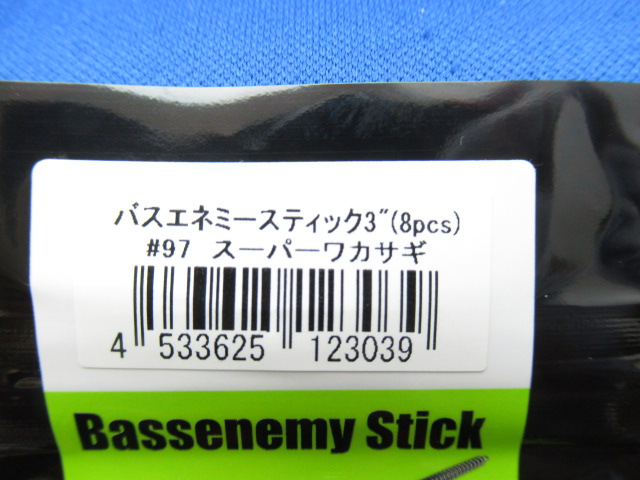 バスエネミースティック3"(8pcs)
#97 スーパーワカサギ
4 533625 123039
Bassenemy Stick